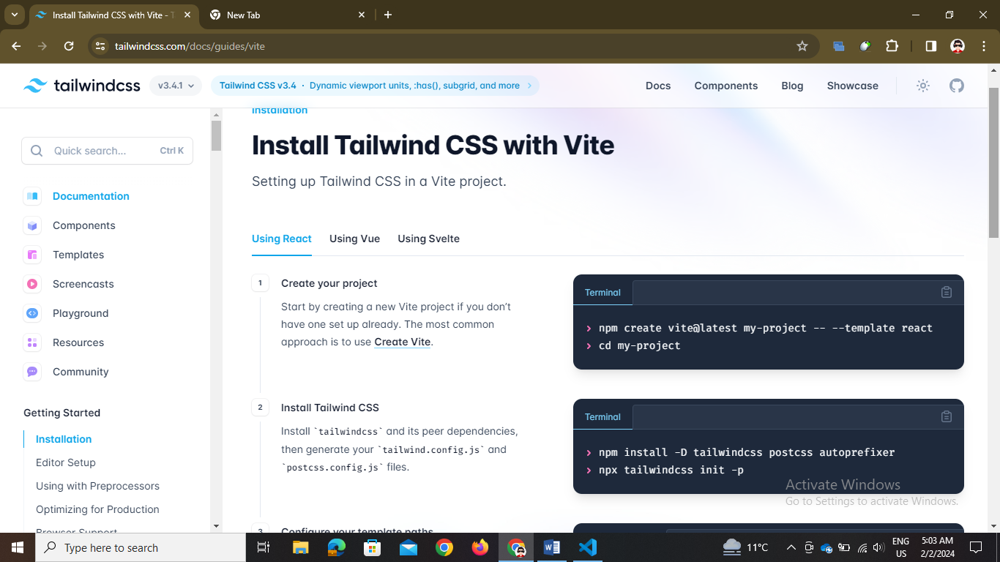 Install Tailwind CSS with Vite - T
New Tab
tailwindcss.com/docs/guides/vite
tailwindcss
v3.4.1
Tailwind CSS v3.4 · Dynamic viewport units, :has(), subgrid, and more
Docs
Components
Blog
Showcase
Quick search...
Ctrl K
Documentation
Components
Templates
Screencasts
Playground
Resources
Community
Getting Started
Installation
Editor Setup
Using with Preprocessors
Optimizing for Production
Browser Support
Installation
Install Tailwind CSS with Vite
Setting up Tailwind CSS in a Vite project.
Using React
Using Vue
Using Svelte
1
Create your project
Start by creating a new Vite project if you don’t
have one set up already. The most common
approach is to use Create Vite.
Terminal
> npm create vite@latest my-project -- --template react
> cd my-project
2
Install Tailwind CSS
Install `tailwindcss` and its peer dependencies,
then generate your `tailwind.config.js` and
`postcss.config.js` files.
Terminal
> npm install -D tailwindcss postcss autoprefixer
> npx tailwindcss init -p
3
Configure your template paths
Activate Windows
Go to Settings to activate Windows.
Type here to search
11°C
ENG
US
5:03 AM
2/2/2024